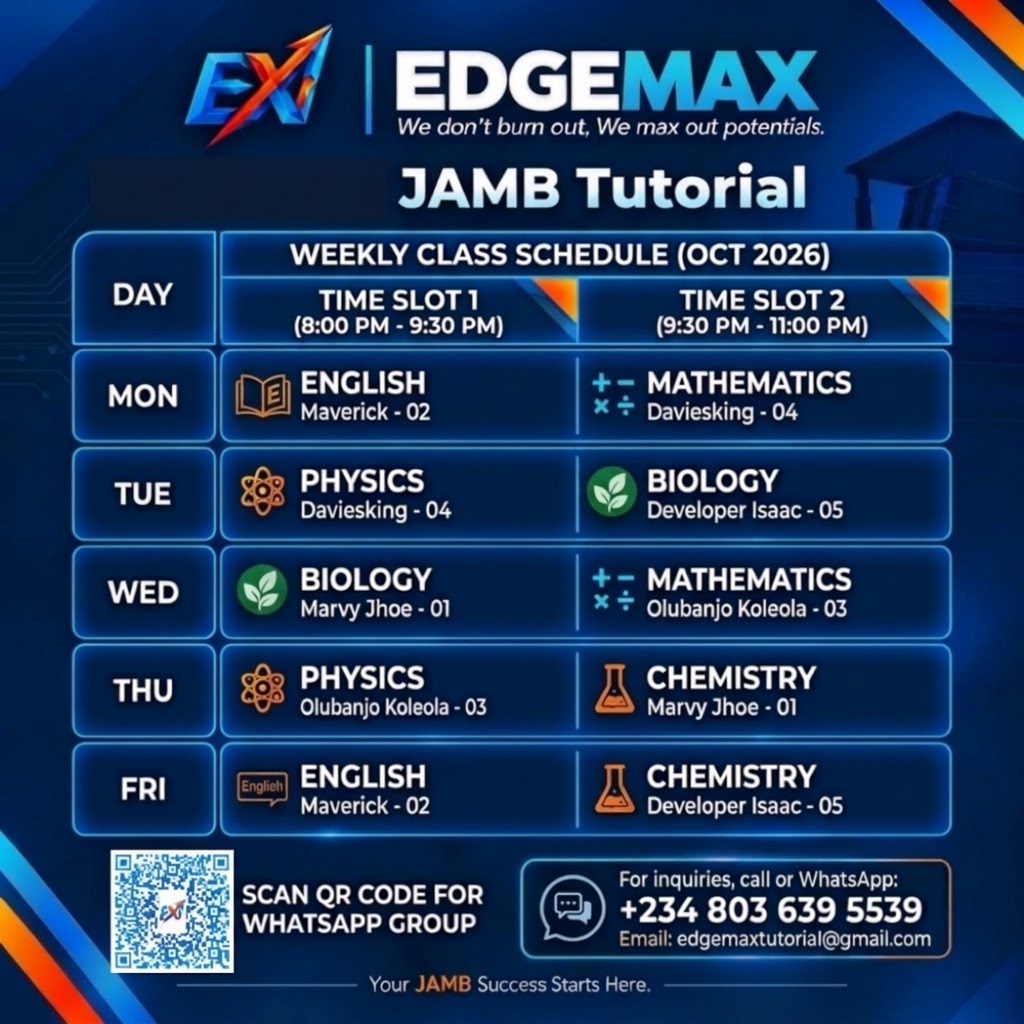 EXI
EDGEMAX
We don't burn out, We max out potentials.
JAMB Tutorial
DAY
WEEKLY CLASS SCHEDULE (OCT 2026)
TIME SLOT 1
(8:00 PM - 9:30 PM)
TIME SLOT 2
(9:30 PM - 11:00 PM)
MON
E
ENGLISH
Maverick - 02
MATHEMATICS
Daviesking - 04
TUE
PHYSICS
Daviesking - 04
BIOLOGY
Developer Isaac - 05
WED
BIOLOGY
Marvy Jhoe - 01
MATHEMATICS
Olubanjo Koleola - 03
THU
PHYSICS
Olubanjo Koleola - 03
CHEMISTRY
Marvy Jhoe - 01
FRI
Englieh
ENGLISH
Maverick - 02
CHEMISTRY
Developer Isaac - 05
EXI
SCAN QR CODE FOR
WHATSAPP GROUP
For inquiries, call or WhatsApp:
+234 803 639 5539
Email: edgemaxtutorial@gmail.com
Your JAMB Success Starts Here.